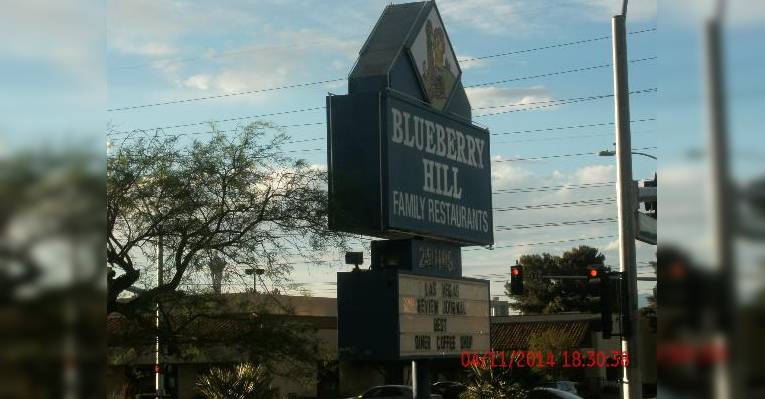 BLUEBERRY
HILL
FAMILY RESTAURANTS
24 HRS
LAS VEGAS
REVIEW JOURNAL
BEST
DINER COFFEE SHOP
04/21/2014 18:30:38